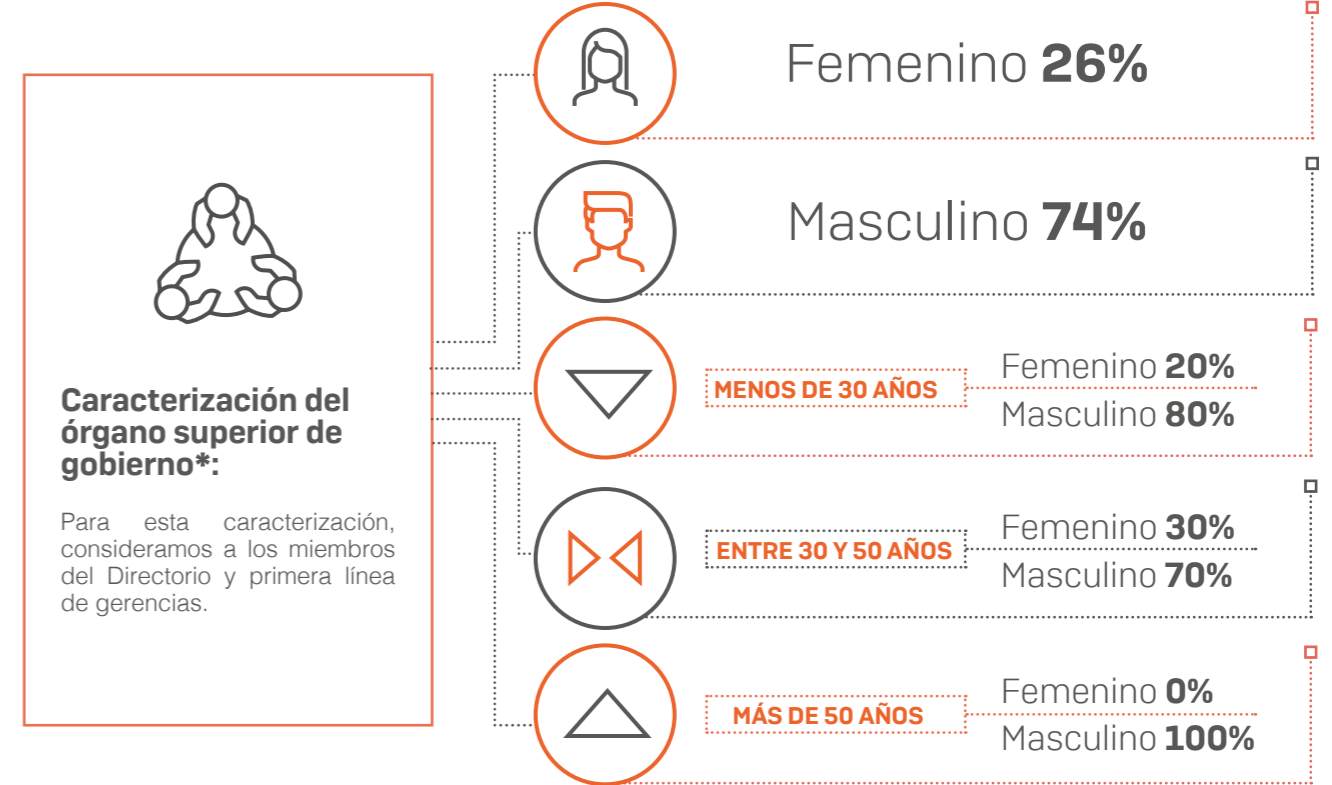 Caracterización del
órgano superior de
gobierno*:
Para esta caracterización,
consideramos a los miembros
del Directorio y primera línea
de gerencias.
Femenino 26%
Masculino 74%
MENOS DE 30 AÑOS
Femenino 20%
Masculino 80%
ENTRE 30 Y 50 AÑOS
Femenino 30%
Masculino 70%
MÁS DE 50 AÑOS
Femenino 0%
Masculino 100%